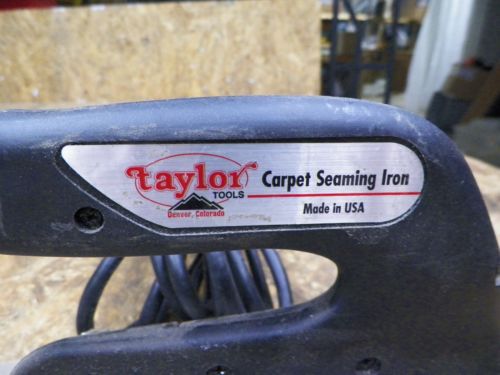 taylor
TOOLS
Denver, Colorado
Carpet Seaming Iron
Made in USA